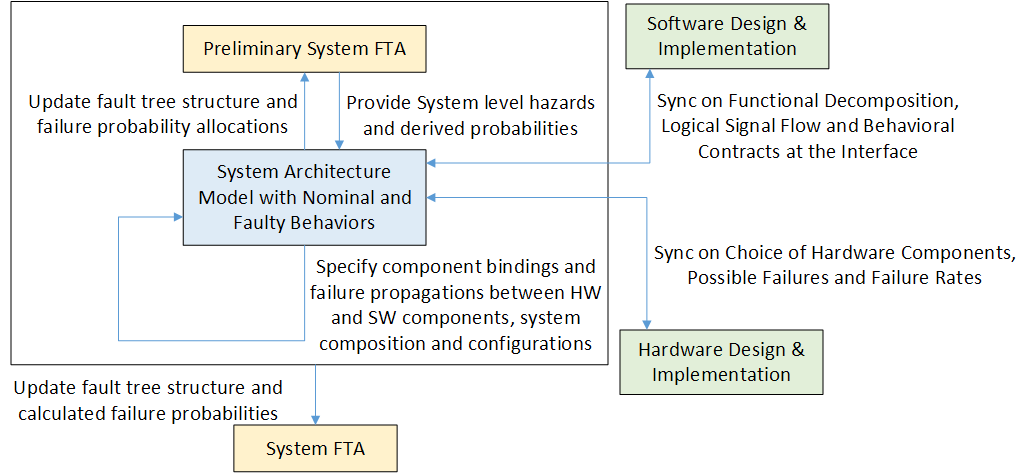 Preliminary System FTA
Software Design &
Implementation
Update fault tree structure and
failure probability allocations
Provide System level hazards
and derived probabilities
Sync on Functional Decomposition,
Logical Signal Flow and Behavioral
Contracts at the Interface
System Architecture
Model with Nominal and
Faulty Behaviors
Specify component bindings and
failure propagations between HW
and SW components, system
composition and configurations
Sync on Choice of Hardware Components,
Possible Failures and Failure Rates
Hardware Design &
Implementation
Update fault tree structure and
calculated failure probabilities
System FTA